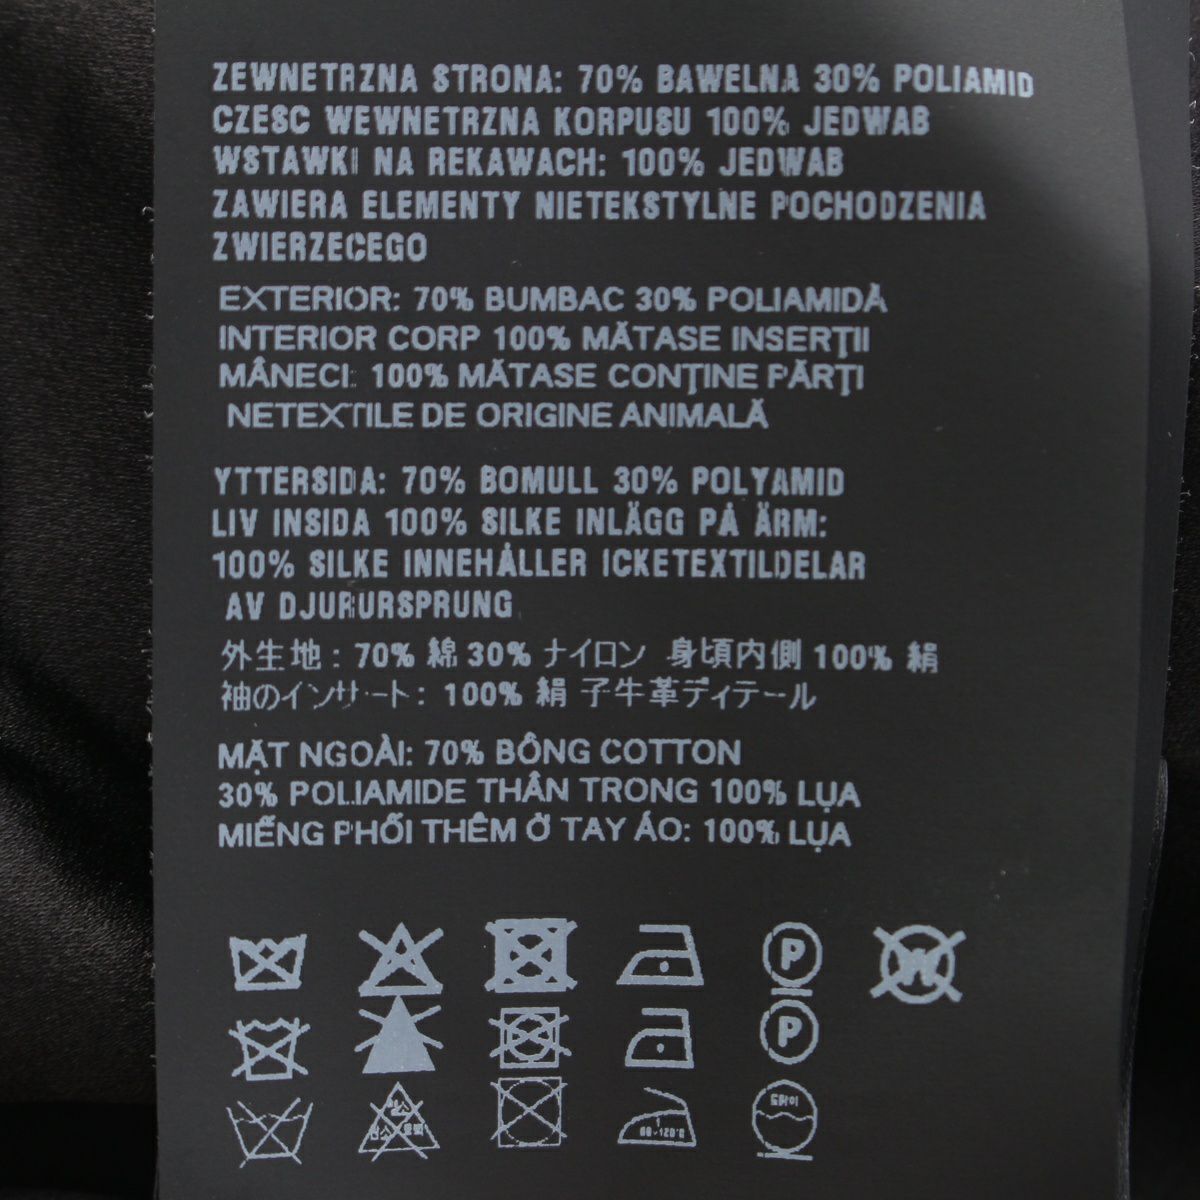 ZEWNETRZNA STRONA: 70% BAWELNA 30% POLIAMID
CZESC WEWNETRZNA KORPUSU 100% JEDWAB
WSTAWKI NA REKAWACH: 100% JEDWAB
ZAWIERA ELEMENTY NIETEKSTYLNE POCHODZENIA
ZWIERZECEGO
EXTERIOR: 70% BUMBAC 30% POLIAMIDĂ
INTERIOR CORP 100% MĂTASE INSERŢII
MÂNECI: 100% MĂTASE CONŢINE PĂRŢI
NETEXTILE DE ORIGINE ANIMALĂ
YTTERSIDA: 70% BOMULL 30% POLYAMID
LIV INSIDA 100% SILKE INLÄGG PÅ ÄRM:
100% SILKE INNEHÅLLER ICKETEXTILDELAR
AV DJURURSPRUNG
外生地: 70% 綿 30% ナイロン 身頃内側 100% 絹
袖のインサート: 100% 絹 子牛革ディテール
MẶT NGOÀI: 70% BÔNG COTTON
30% POLIAMIDE THÂN TRONG 100% LỤA
MIẾNG PHỐI THÊM Ở TAY ÁO: 100% LỤA
P W
P